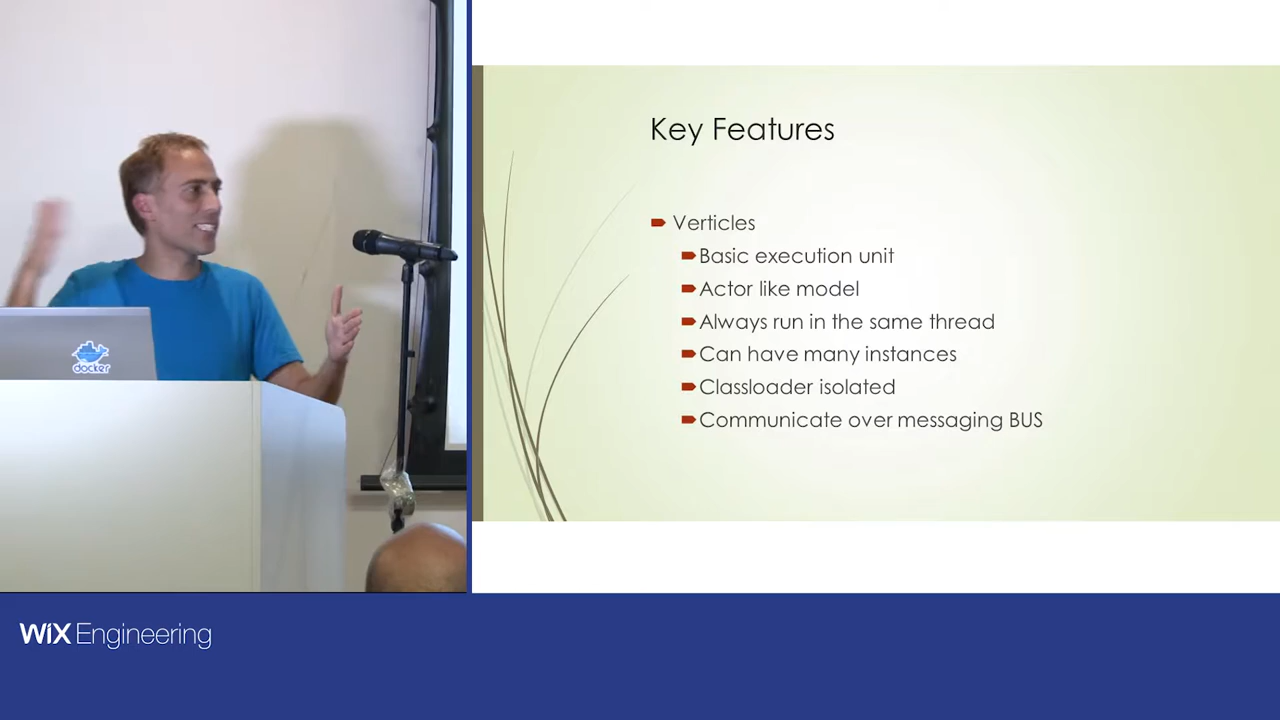 docker
Key Features
Verticles
Basic execution unit
Actor like model
Always run in the same thread
Can have many instances
Classloader isolated
Communicate over messaging BUS
WiX Engineering